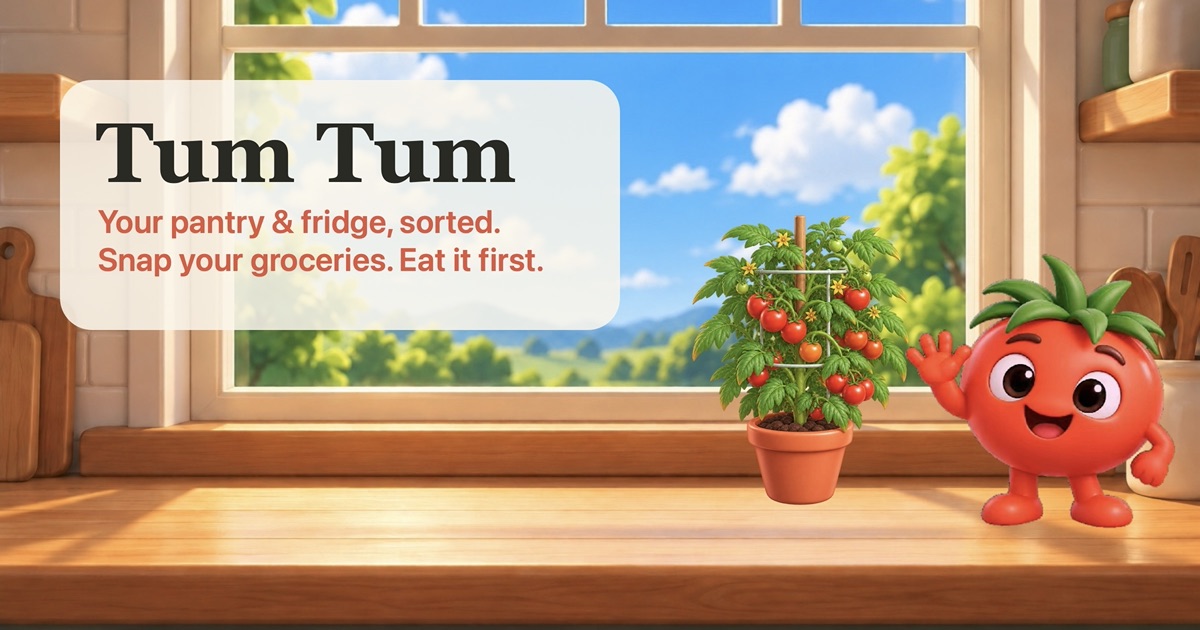 Tum Tum
Your pantry & fridge, sorted.
Snap your groceries. Eat it first.